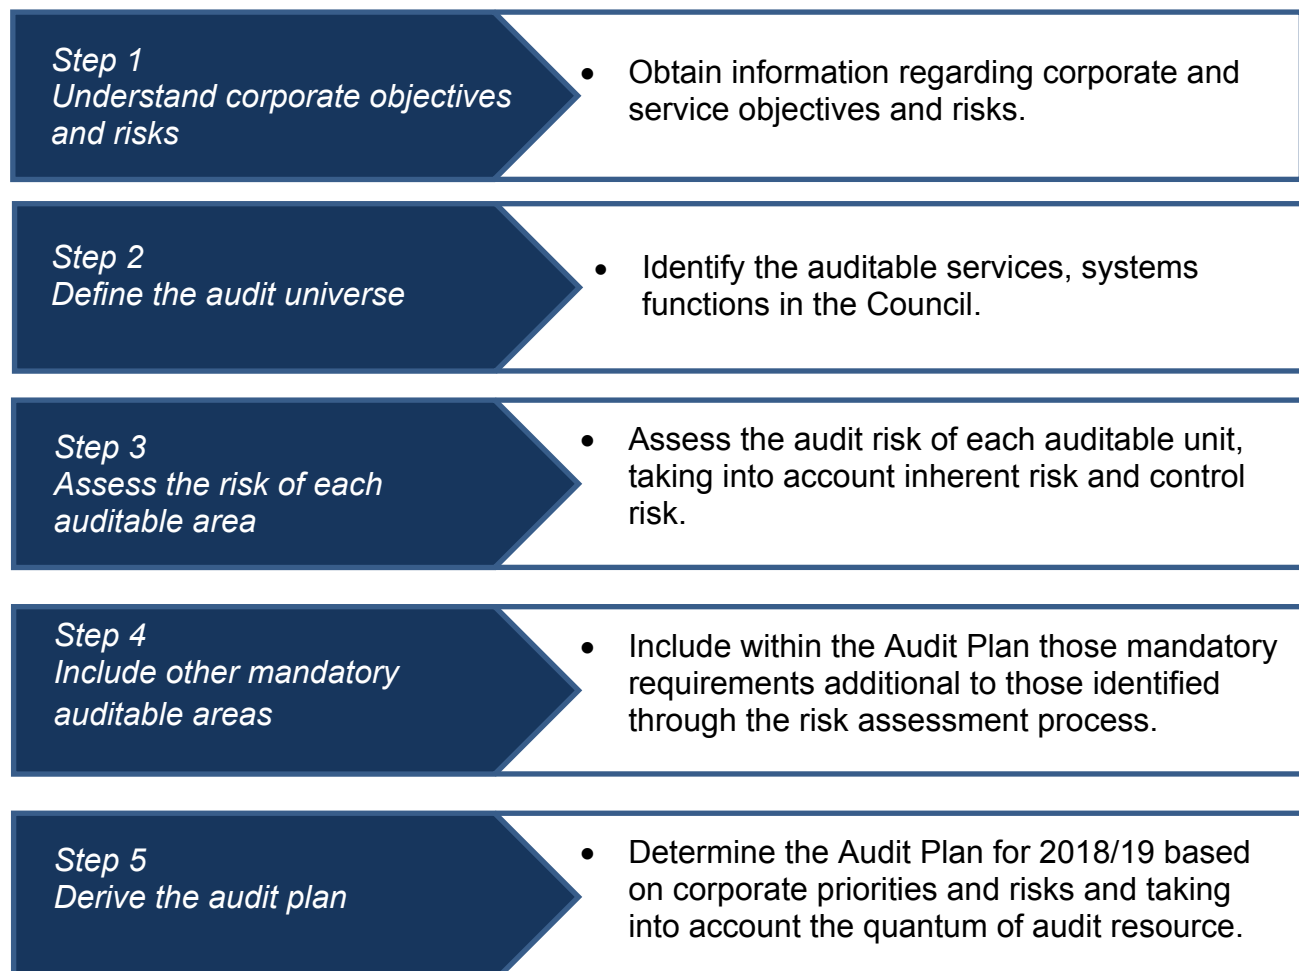 Step 1
Understand corporate objectives
and risks
• Obtain information regarding corporate and
service objectives and risks.
Step 2
Define the audit universe
• Identify the auditable services, systems
functions in the Council.
Step 3
Assess the risk of each
auditable area
• Assess the audit risk of each auditable unit,
taking into account inherent risk and control
risk.
Step 4
Include other mandatory
auditable areas
• Include within the Audit Plan those mandatory
requirements additional to those identified
through the risk assessment process.
Step 5
Derive the audit plan
• Determine the Audit Plan for 2018/19 based
on corporate priorities and risks and taking
into account the quantum of audit resource.